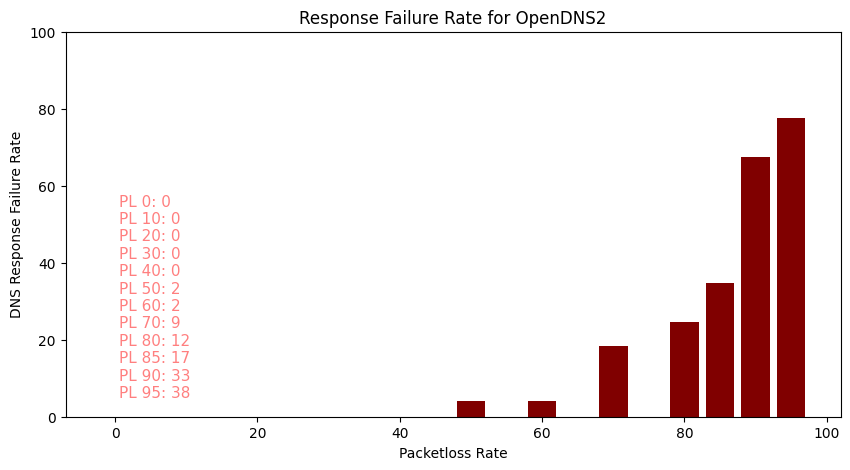 Response Failure Rate for OpenDNS2
100
80
60
40
20
0
DNS Response Failure Rate
PL 0: 0
PL 10: 0
PL 20: 0
PL 30: 0
PL 40: 0
PL 50: 2
PL 60: 2
PL 70: 9
PL 80: 12
PL 85: 17
PL 90: 33
PL 95: 38
0 20 40 60 80 100
Packetloss Rate